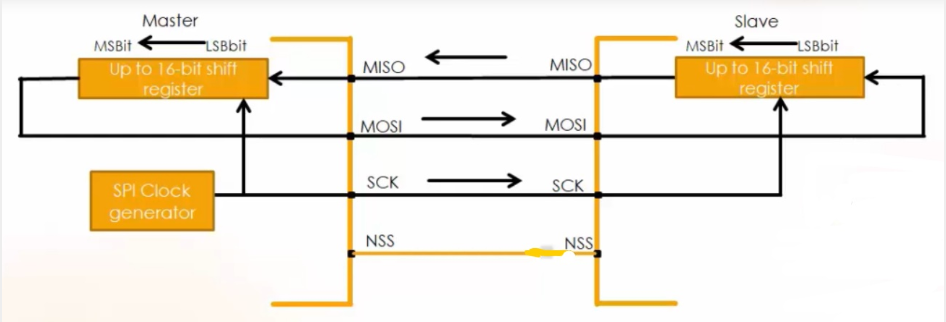 Master
Slave
MSBit LSBbit
MSBit LSBbit
Up to 16-bit shift
register
MISO
MISO
Up to 16-bit shift
register
MOSI
MOSI
SPI Clock
generator
SCK
SCK
NSS
NSS